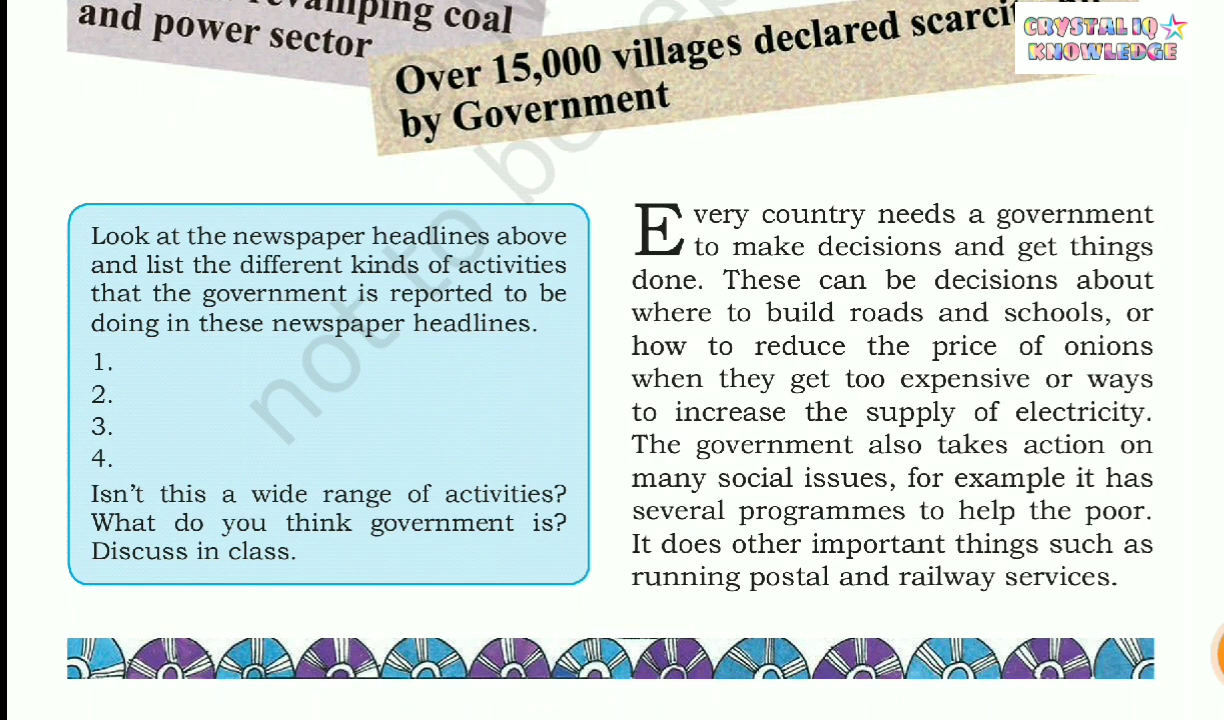 revamping coal
and power sector
Over 15,000 villages declared
by Government
CRYSTAL IQ
KNOWLEDGE
Look at the newspaper headlines above
and list the different kinds of activities
that the government is reported to be
doing in these newspaper headlines.
1.
2.
3.
4.
Isn't this a wide range of activities?
What do you think government is?
Discuss in class.
Every country needs a government
to make decisions and get things
done. These can be decisions about
where to build roads and schools, or
how to reduce the price of onions
when they get too expensive or ways
to increase the supply of electricity.
The government also takes action on
many social issues, for example it has
several programmes to help the poor.
It does other important things such as
running postal and railway services.
not to be